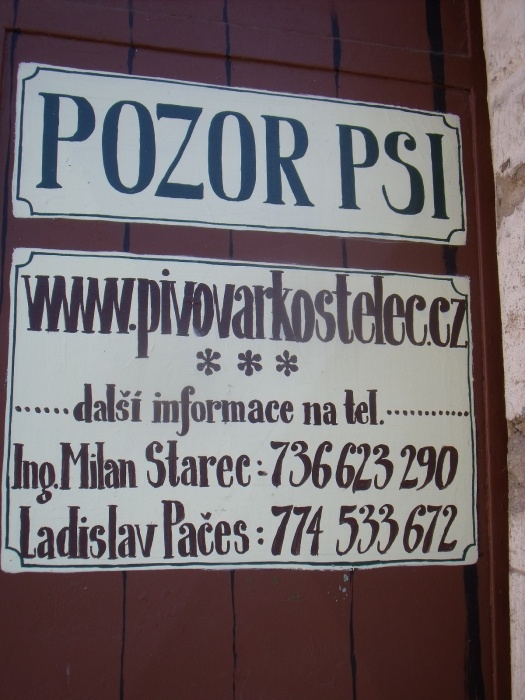 POZOR PSI
www.pivovarkostelec.cz
* * *
......další informace na tel............
Ing.Milan Starec:736 623 290
Ladislav Pačes:774 533 672